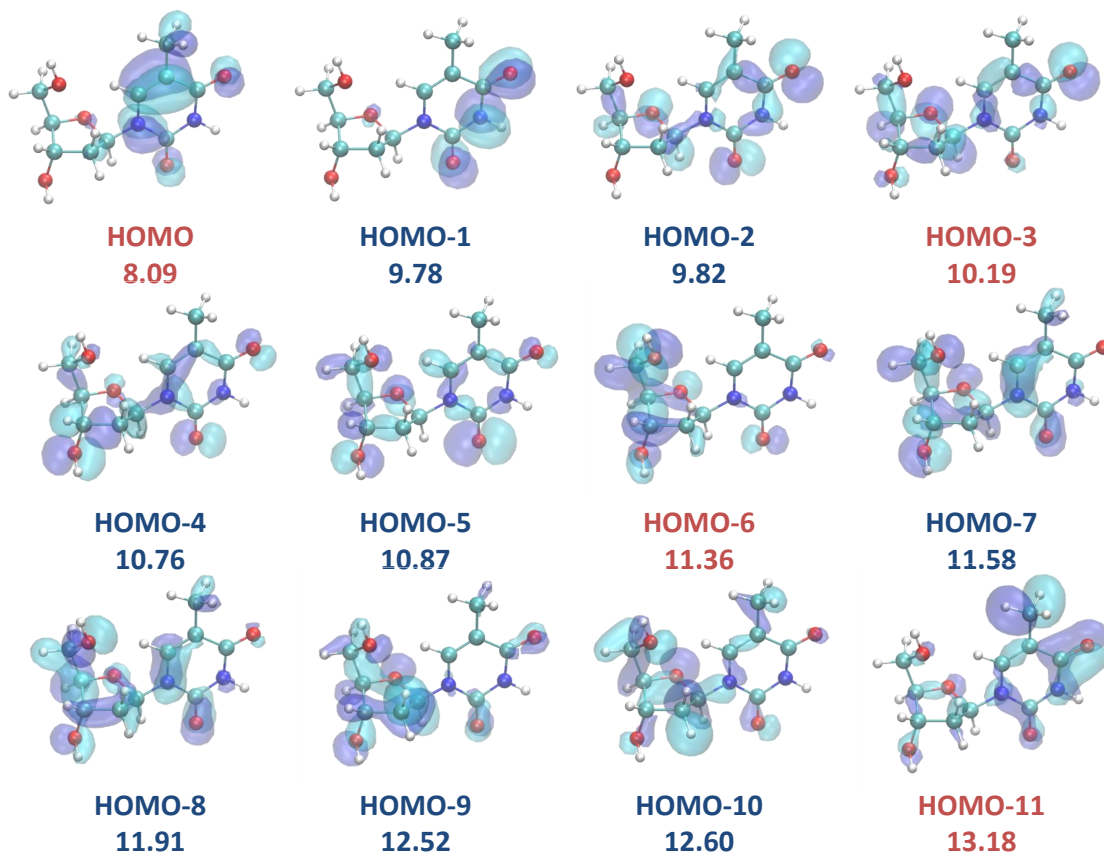 HOMO HOMO-1 HOMO-2 HOMO-3
8.09 9.78 9.82 10.19
HOMO-4 HOMO-5 HOMO-6 HOMO-7
10.76 10.87 11.36 11.58
HOMO-8 HOMO-9 HOMO-10 HOMO-11
11.91 12.52 12.60 13.18